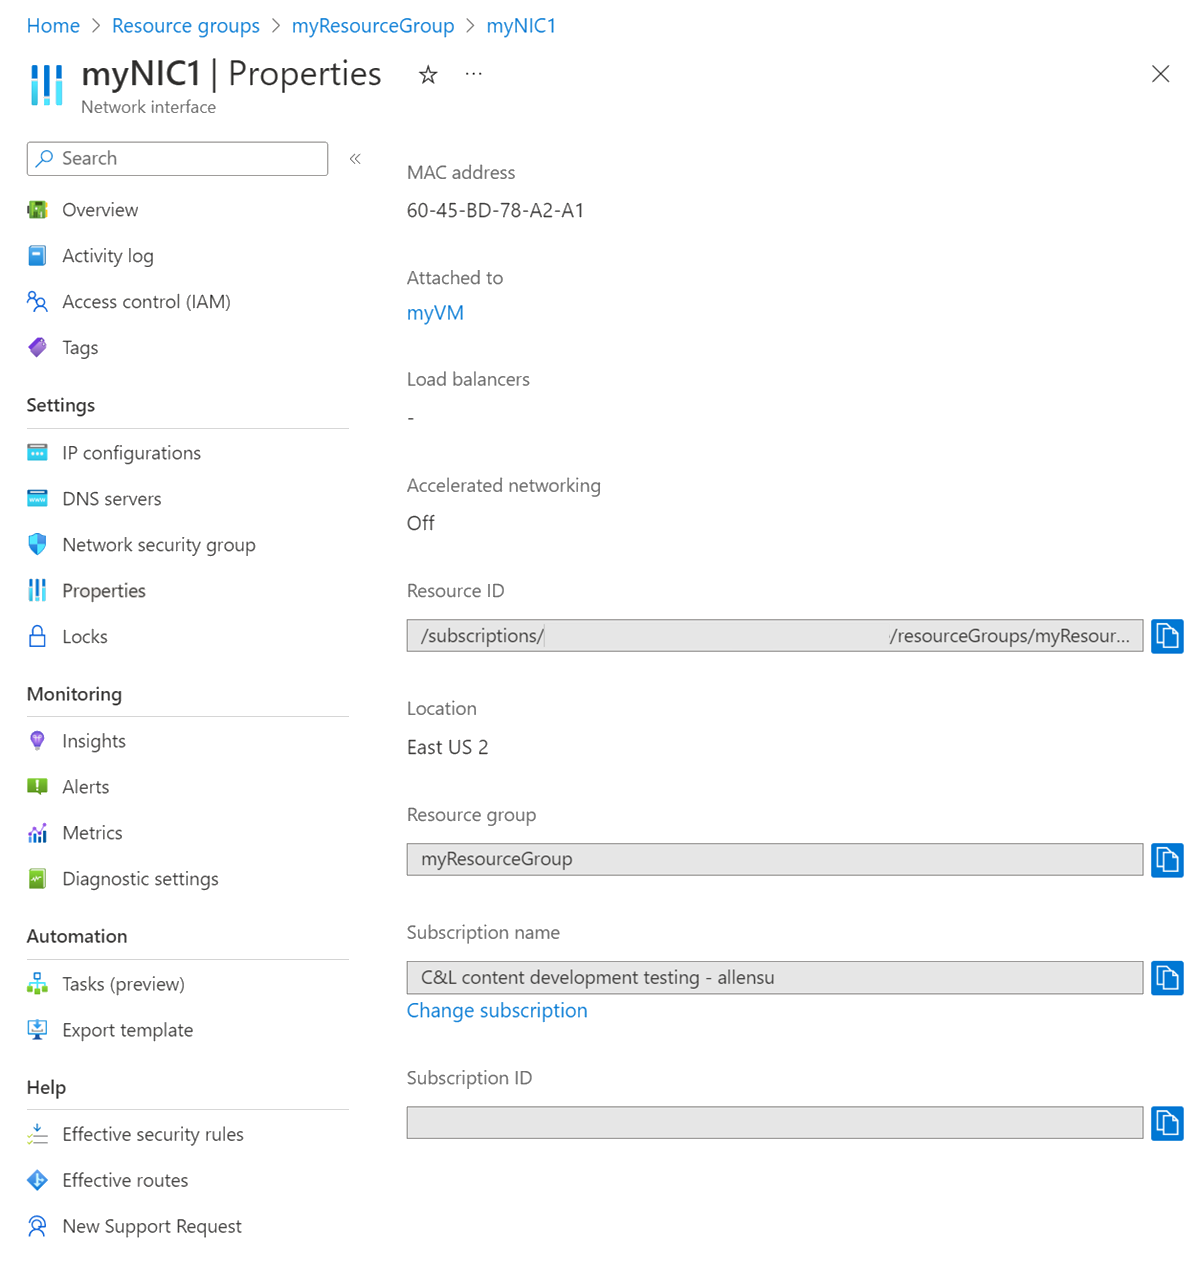 Home > Resource groups > myResourceGroup > myNIC1
myNIC1 | Properties ☆ ...
Network interface
Search «
Overview
Activity log
Access control (IAM)
Tags
Settings
IP configurations
DNS servers
Network security group
Properties
Locks
Monitoring
Insights
Alerts
Metrics
Diagnostic settings
Automation
Tasks (preview)
Export template
Help
Effective security rules
Effective routes
New Support Request
MAC address
60-45-BD-78-A2-A1
Attached to
myVM
Load balancers
-
Accelerated networking
Off
Resource ID
/subscriptions/ /resourceGroups/myResour...
Location
East US 2
Resource group
myResourceGroup
Subscription name
C&L content development testing - allensu
Change subscription
Subscription ID